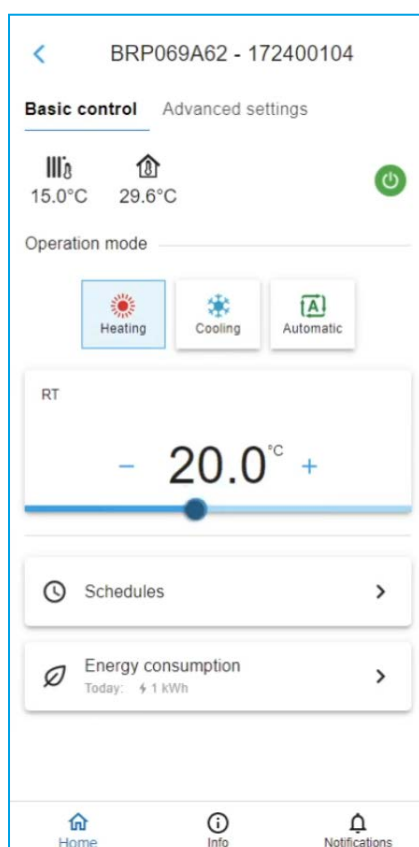 BRP069A62 - 172400104
Basic control Advanced settings
15.0°C 29.6°C
Operation mode
Heating Cooling A Automatic
RT
− 20.0 °C +
Schedules
Energy consumption
Today: 1 kWh
Home Info Notifications